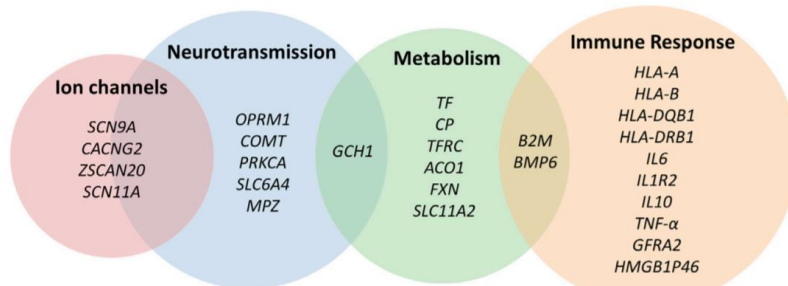 Ion channels
SCN9A
CACNG2
ZSCAN20
SCN11A
Neurotransmission
OPRM1
COMT
PRKCA
SLC6A4
MPZ
GCH1
Metabolism
TF
CP
TFRC
ACO1
FXN
SLC11A2
B2M
BMP6
Immune Response
HLA-A
HLA-B
HLA-DQB1
HLA-DRB1
IL6
IL1R2
IL10
TNF-α
GFRA2
HMGB1P46